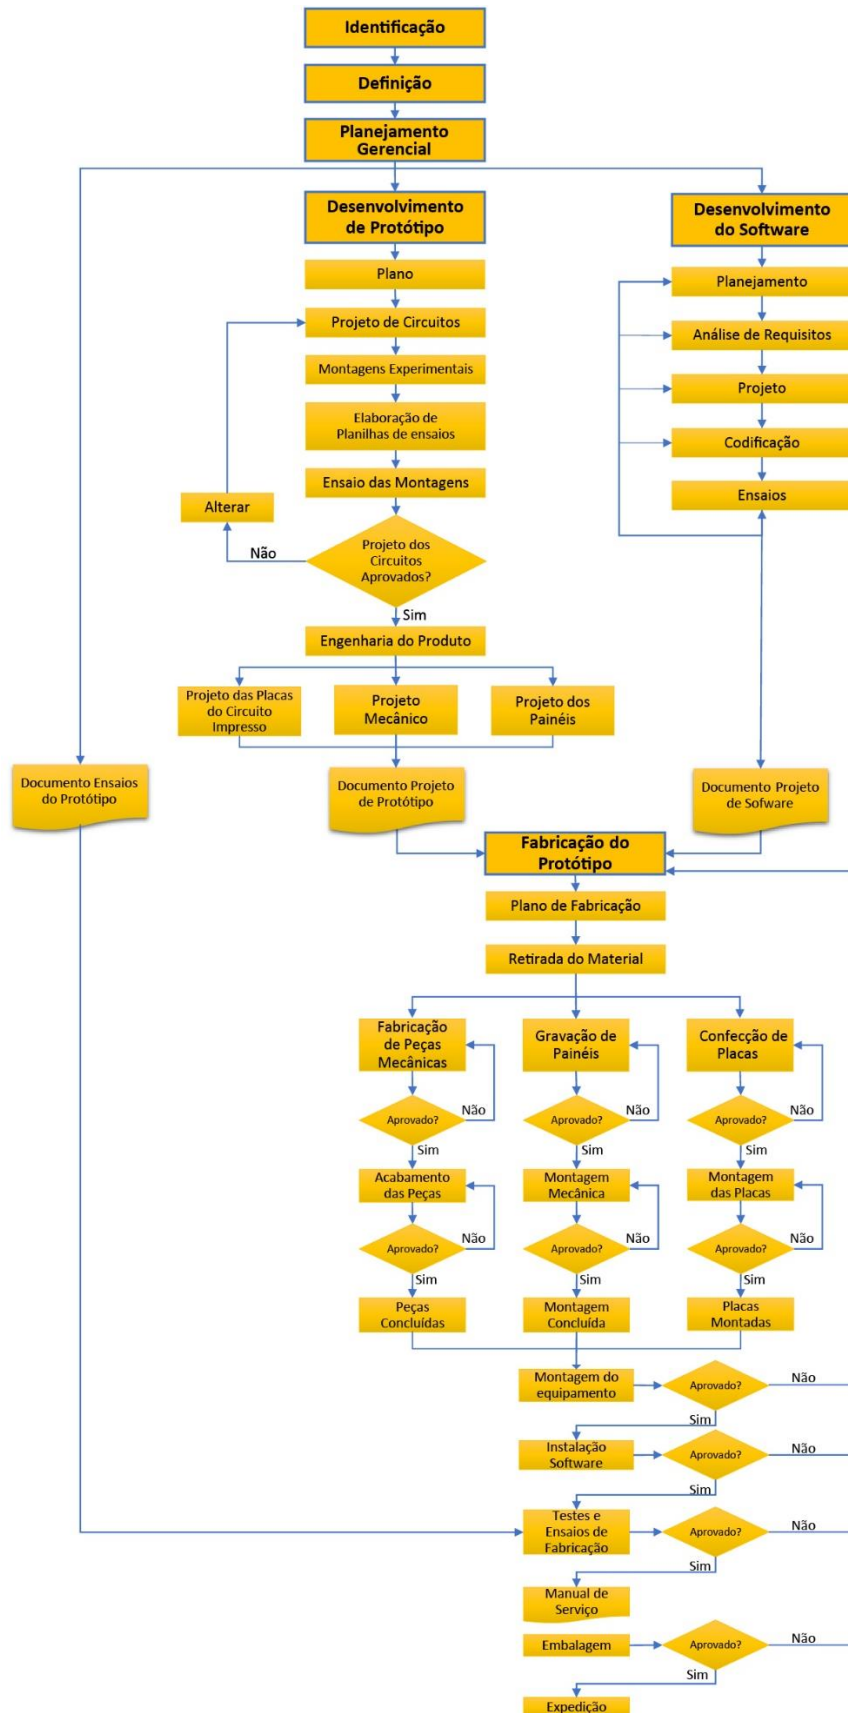 Identificação
Definição
Planejamento
Gerencial
Desenvolvimento
de Protótipo
Desenvolvimento
do Software
Plano
Planejamento
Projeto de Circuitos
Análise de Requisitos
Montagens Experimentais
Projeto
Elaboração de
Planilhas de ensaios
Codificação
Ensaio das Montagens
Ensaios
Alterar
Não
Projeto dos
Circuitos
Aprovados?
Sim
Engenharia do Produto
Projeto das Placas
do Circuito
Impresso
Projeto
Mecânico
Projeto dos
Painéis
Documento Ensaios
do Protótipo
Documento Projeto
de Protótipo
Documento Projeto
de Sofware
Fabricação do
Protótipo
Plano de Fabricação
Retirada do Material
Fabricação
de Peças
Mecânicas
Gravação de
Painéis
Confecção de
Placas
Aprovado?
Não
Aprovado?
Não
Aprovado?
Não
Sim
Sim
Sim
Acabamento
das Peças
Montagem
Mecânica
Montagem
das Placas
Aprovado?
Não
Aprovado?
Não
Aprovado?
Não
Sim
Sim
Sim
Peças
Concluídas
Montagem
Concluída
Placas
Montadas
Montagem do
equipamento
Aprovado?
Não
Sim
Instalação
Software
Aprovado?
Não
Sim
Testes e
Ensaios de
Fabricação
Aprovado?
Não
Sim
Manual de
Serviço
Embalagem
Aprovado?
Não
Sim
Expedição